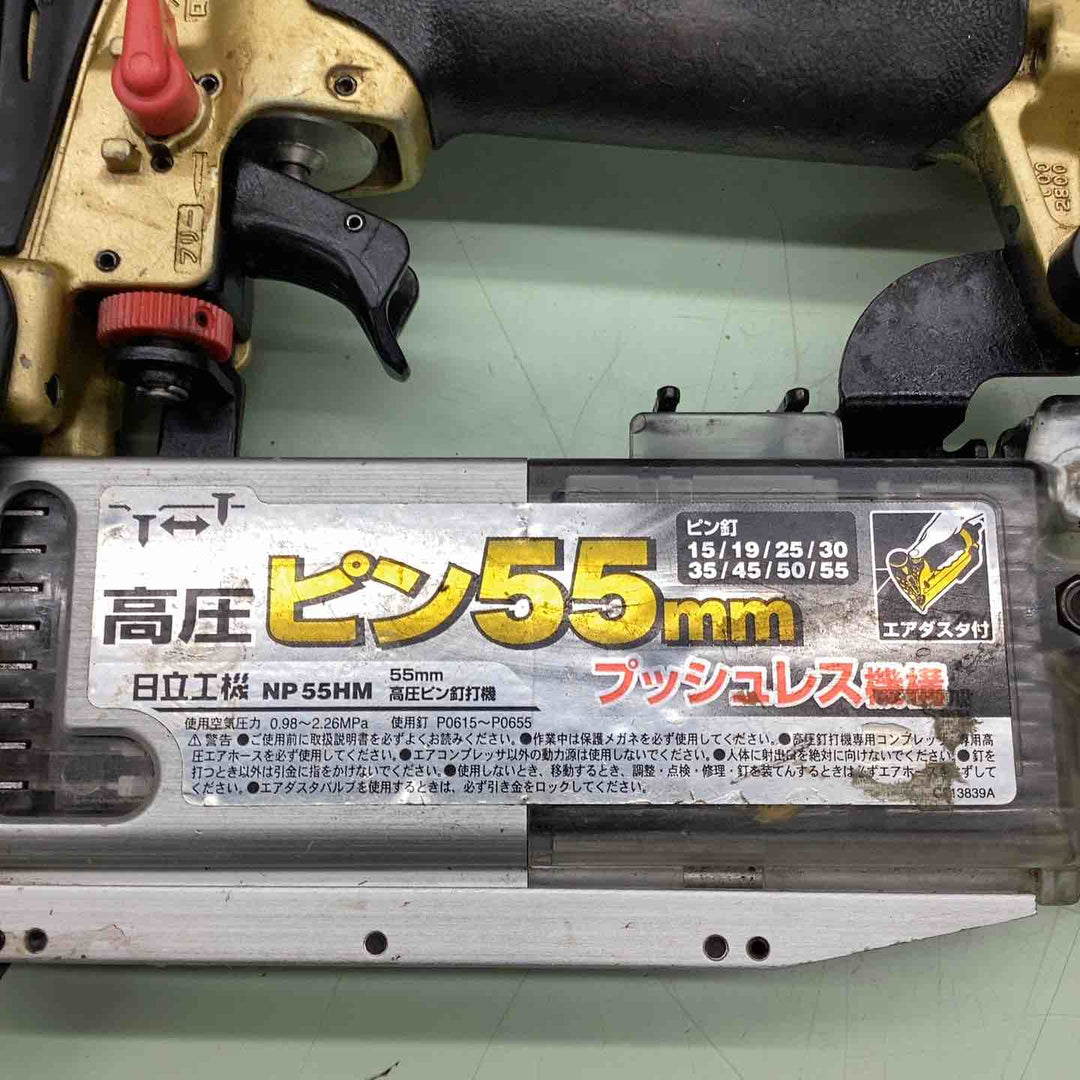 フリー
2800
高圧 ピン55mm
ピン釘
15/19/25/30
35/45/50/55
エアダスタ付
プッシュレス機構
日立工機 NP55HM 55mm
高圧ピン釘打機
使用空気圧力 0.98～2.26MPa 使用釘 P0615～P0655
⚠警告 ●ご使用前に取扱説明書を必ずよくお読みください。●作業中は保護メガネを必ず使用してください。●高圧釘打機専用コンプレッサ 専用高
圧エアホースを必ず使用してください。●エアコンプレッサ以外の動力源は使用しないでください。●人体に射出口を絶対に向けないでください。●釘を
打つとき以外は引金に指をかけないでください。●使用しないとき、移動するとき、調整・点検・修理・釘を装てんするときは必ずエアホースを してく
ください。●エアダスタバルブを使用するときは、必ず引き金をロックしてください。
13839A